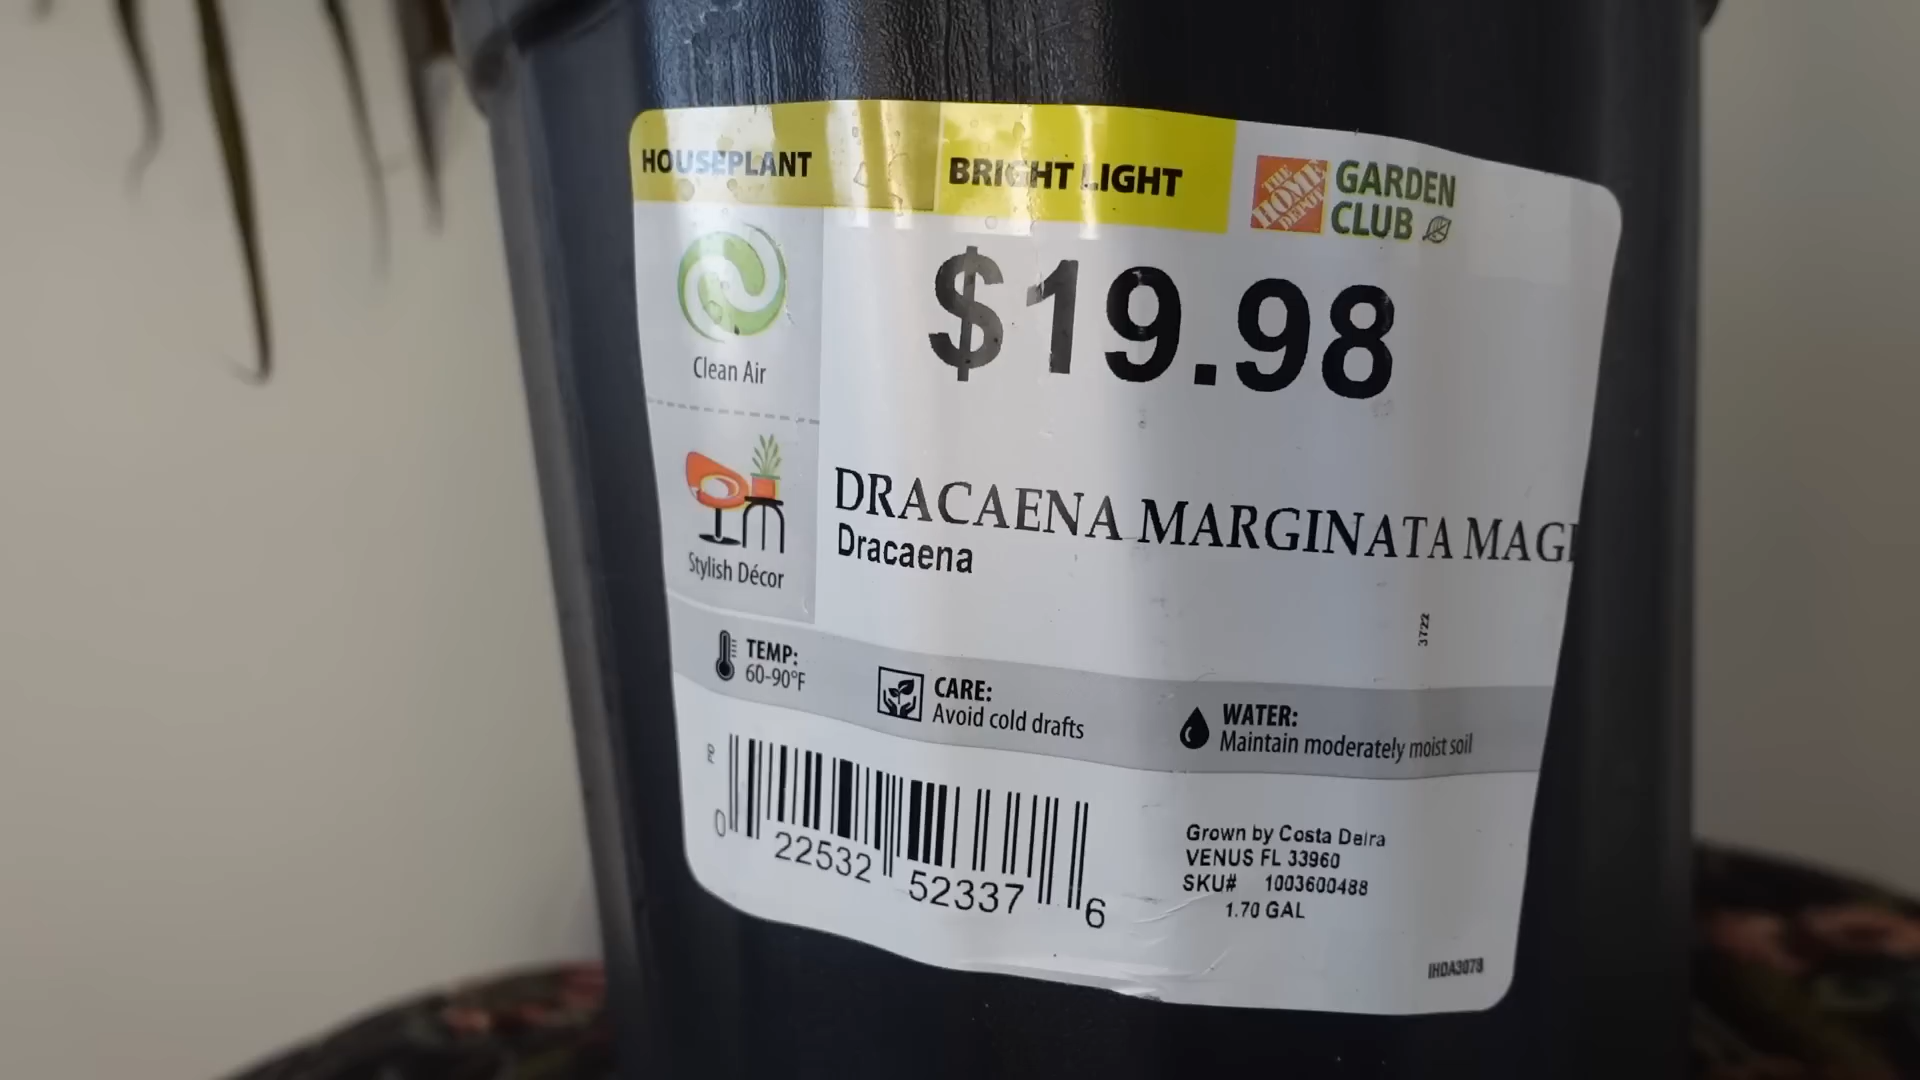 HOUSEPLANT
BRIGHT LIGHT
THE HOME DEPOT
GARDEN
CLUB
$19.98
Clean Air
DRACAENA MARGINATA MAGI
Dracaena
Stylish Décor
3722
TEMP:
60-90°F
CARE:
Avoid cold drafts
WATER:
Maintain moderately moist soil
0 22532 52337 6
Grown by Costa Delra
VENUS FL 33960
SKU# 1003600488
1.70 GAL
IHDA3078